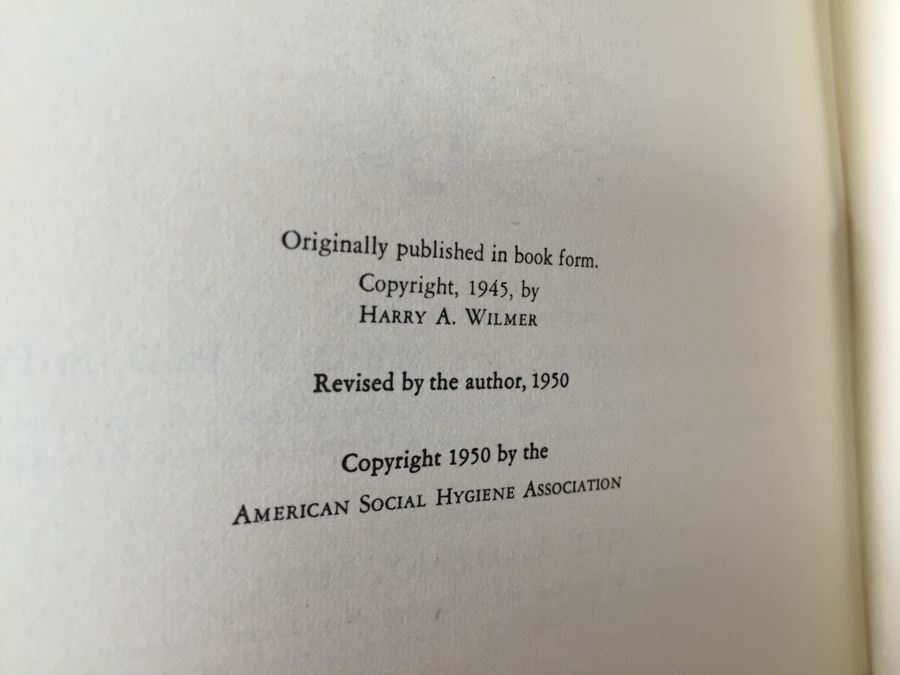 Originally published in book form.
Copyright, 1945, by
HARRY A. WILMER
Revised by the author, 1950
Copyright 1950 by the
AMERICAN SOCIAL HYGIENE ASSOCIATION